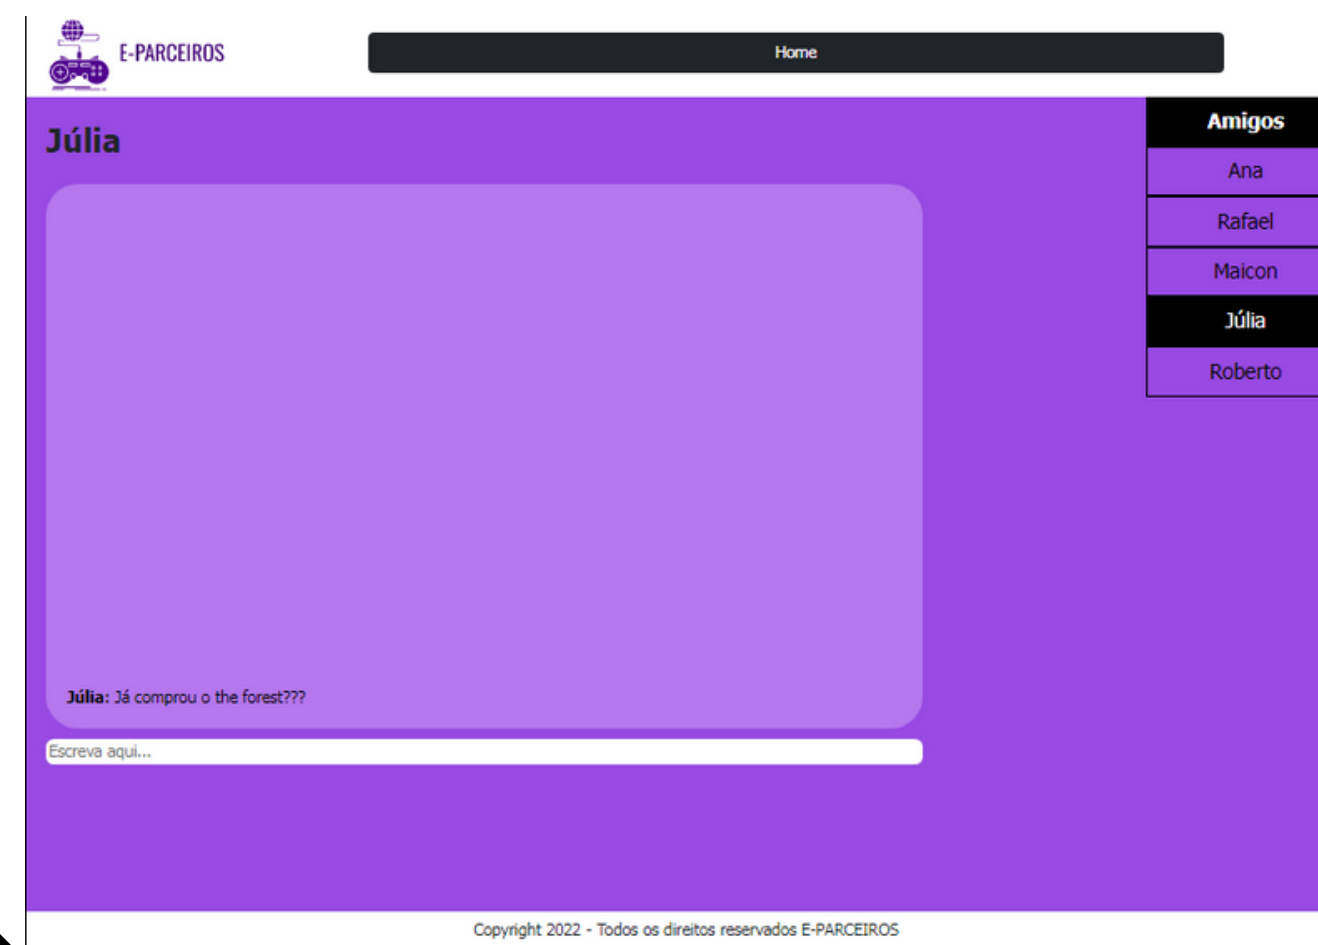 E-PARCEIROS
Home
Júlia
Amigos
Ana
Rafael
Maicon
Júlia
Roberto
Júlia: Já comprou o the forest???
Escreva aqui...
Copyright 2022 - Todos os direitos reservados E-PARCEIROS